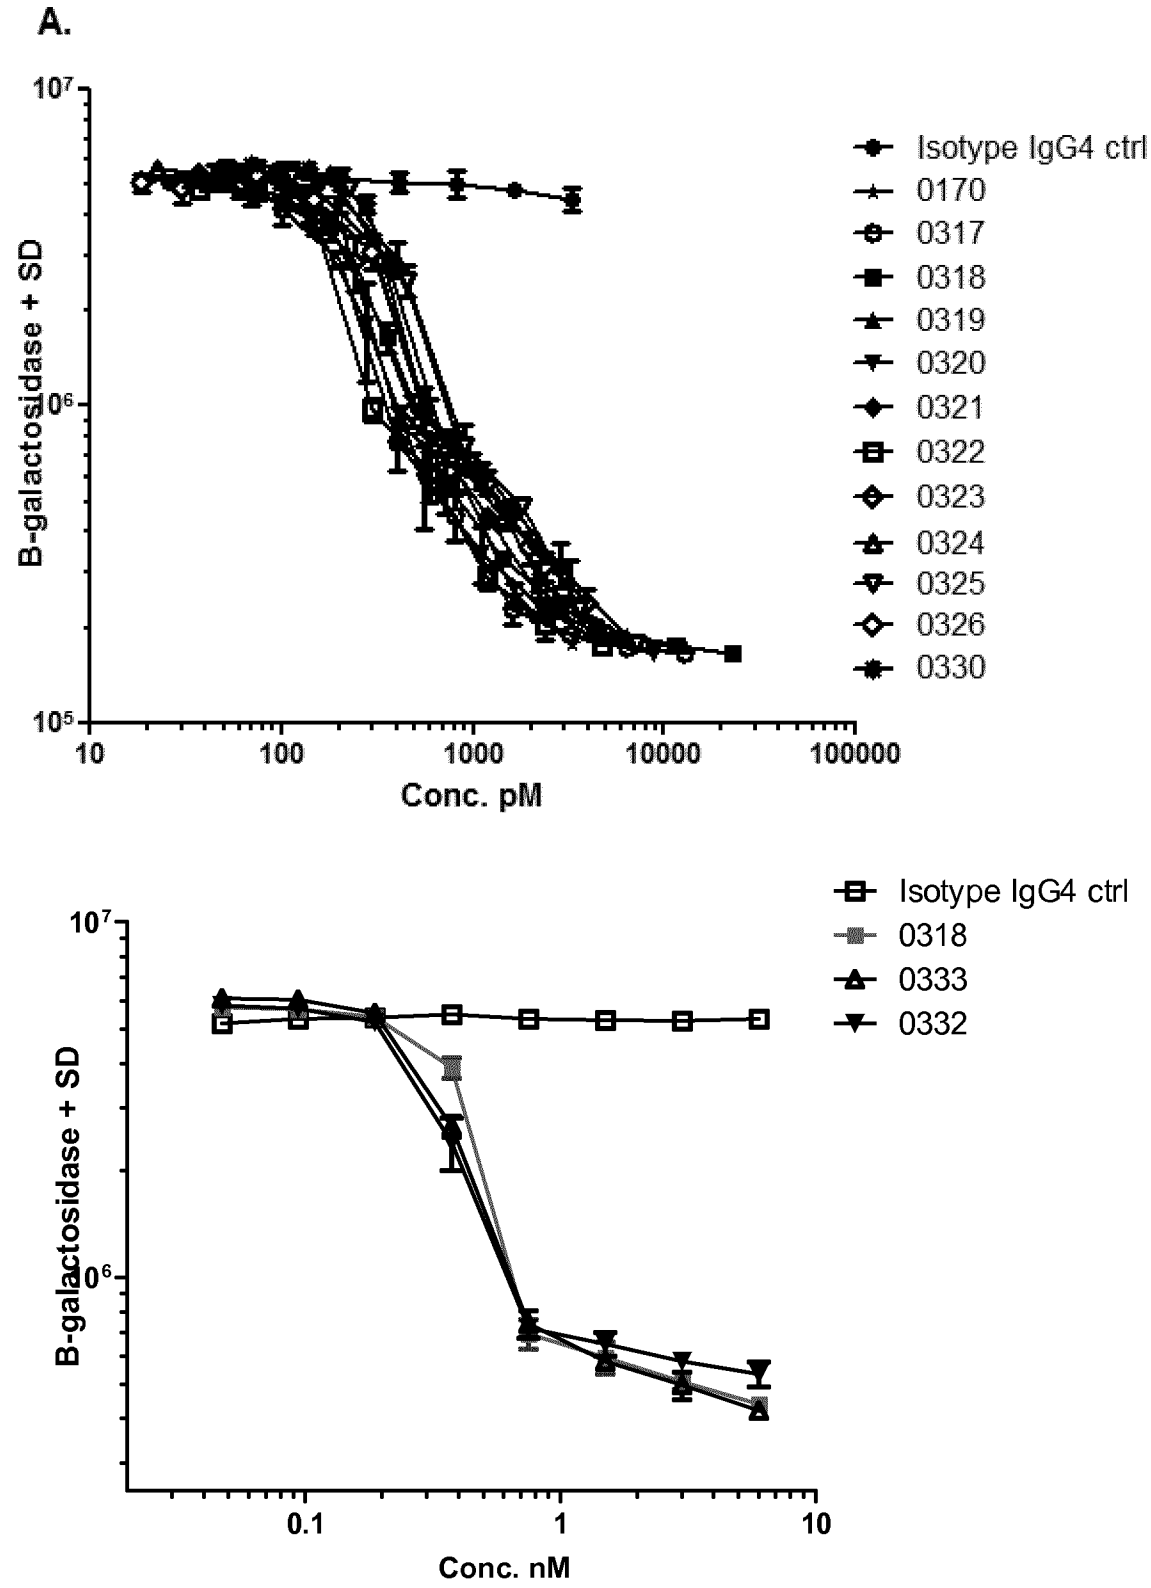 A.
10⁷
10⁶
10⁵
B-galactosidase + SD
10 100 1000 10000 100000
Conc. pM
Isotype IgG4 ctrl
0170
0317
0318
0319
0320
0321
0322
0323
0324
0325
0326
0330
10⁷
10⁶
B-galactosidase + SD
0.1 1 10
Conc. nM
Isotype IgG4 ctrl
0318
0333
0332